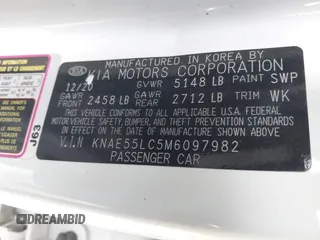 MANUFACTURED IN KOREA BY
KIA MOTORS CORPORATION
12/20 GVWR 5148 LB PAINT SWP
GAWR FRONT 2458 LB GAWR REAR 2712 LB TRIM WK
THIS VEHICLE CONFORMS TO ALL APPLICABLE
FEDERAL MOTOR VEHICLE SAFETY, BUMPER, AND
THEFT PREVENTION STANDARDS IN EFFECT ON THE
DATE OF MANUFACTURE SHOWN ABOVE.
V.I.N KNAE55LC5M6097982
PASSENGER CAR
J63
DREAMBID